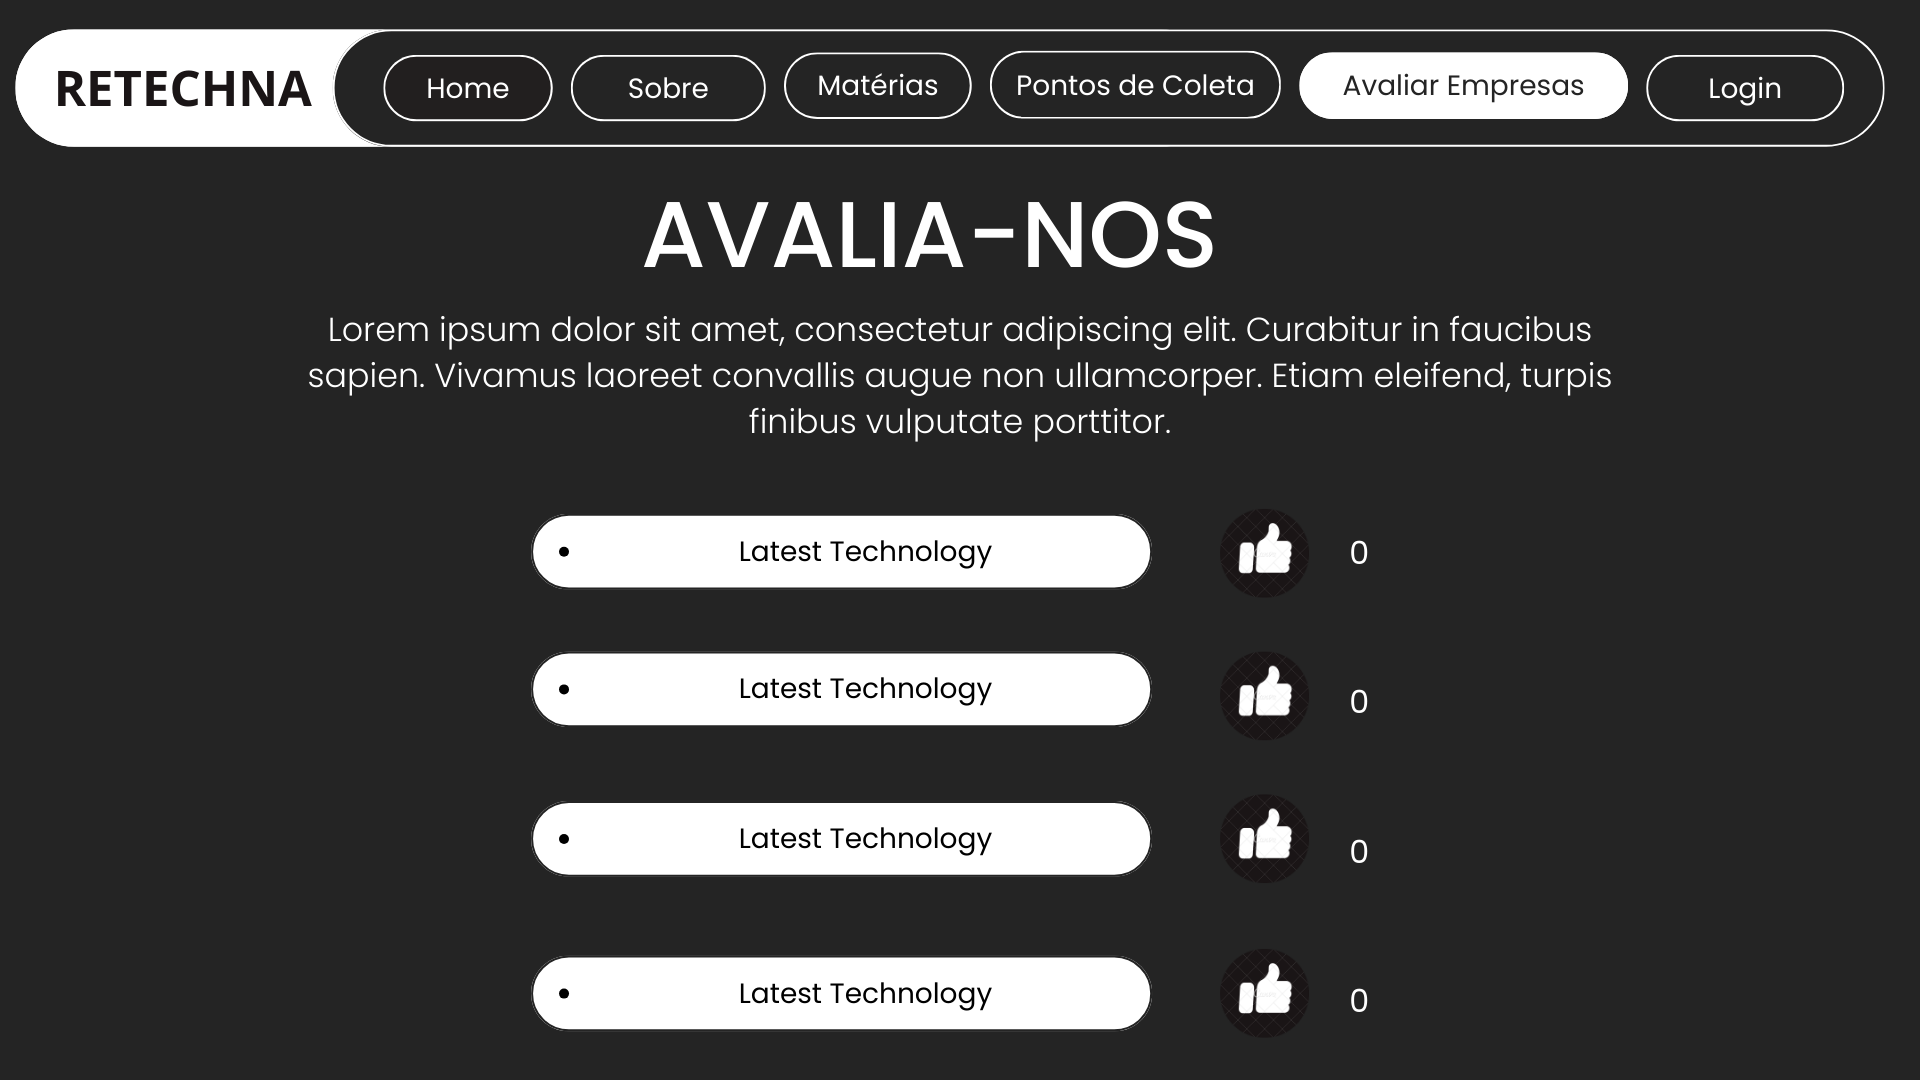 RETECHNA
Home
Sobre
Matérias
Pontos de Coleta
Avaliar Empresas
Login
AVALIA-NOS
Lorem ipsum dolor sit amet, consectetur adipiscing elit. Curabitur in faucibus
sapien. Vivamus laoreet convallis augue non ullamcorper. Etiam eleifend, turpis
finibus vulputate porttitor.
• Latest Technology
0
• Latest Technology
0
• Latest Technology
0
• Latest Technology
0